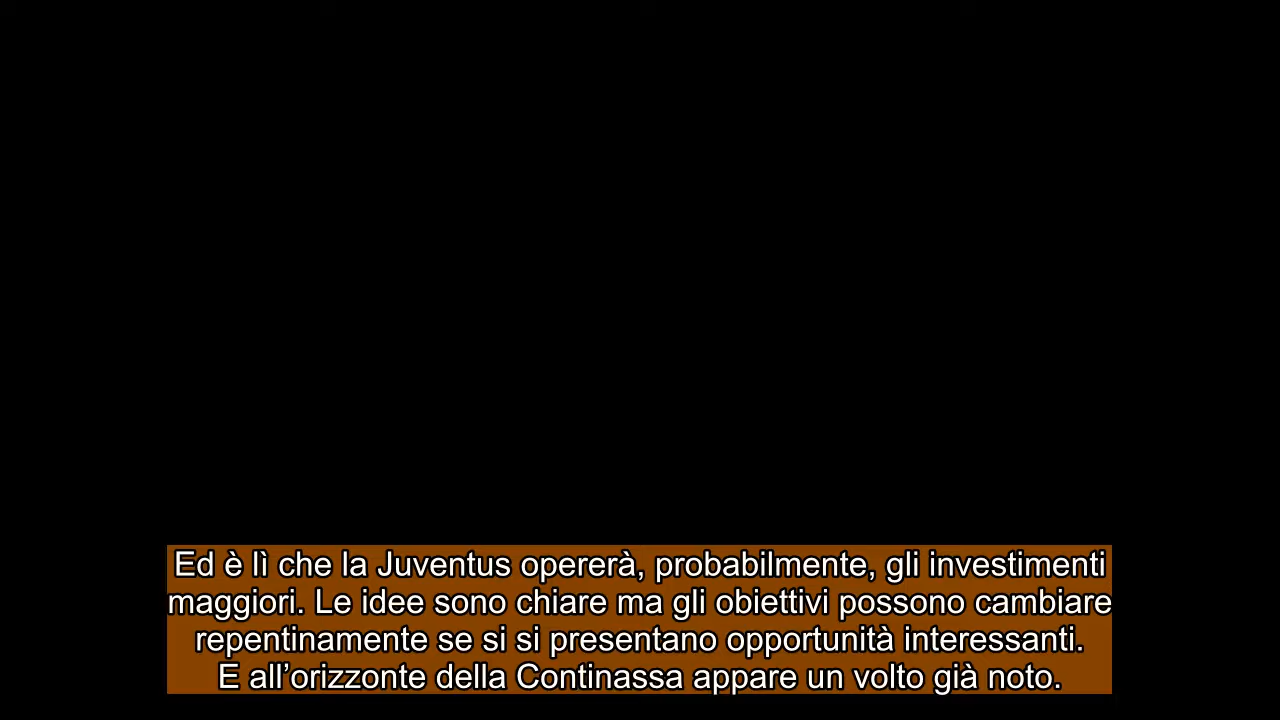 Ed è lì che la Juventus opererà, probabilmente, gli investimenti
maggiori. Le idee sono chiare ma gli obiettivi possono cambiare
repentinamente se si si presentano opportunità interessanti.
E all’orizzonte della Continassa appare un volto già noto.